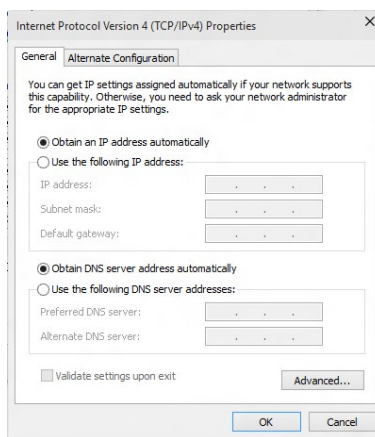 Internet Protocol Version 4 (TCP/IPv4) Properties
General
Alternate Configuration
You can get IP settings assigned automatically if your network supports
this capability. Otherwise, you need to ask your network administrator
for the appropriate IP settings.
Obtain an IP address automatically
Use the following IP address:
IP address:
Subnet mask:
Default gateway:
Obtain DNS server address automatically
Use the following DNS server addresses:
Preferred DNS server:
Alternate DNS server:
Validate settings upon exit
Advanced...
OK
Cancel